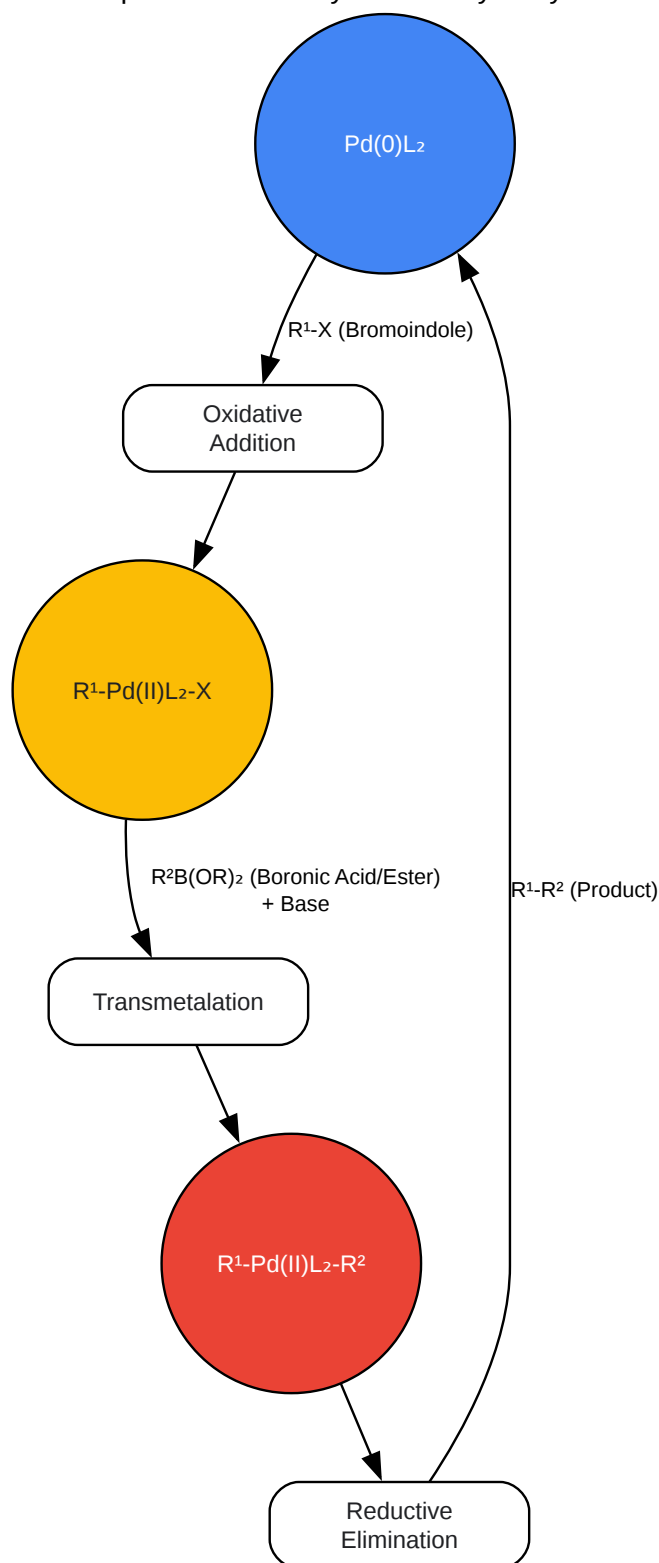 Pd(0)L₂
R¹-X (Bromoindole)
Oxidative
Addition
R¹-Pd(II)L₂-X
R²B(OR)₂ (Boronic Acid/Ester)
+ Base
R¹-R² (Product)
Transmetalation
R¹-Pd(II)L₂-R²
Reductive
Elimination